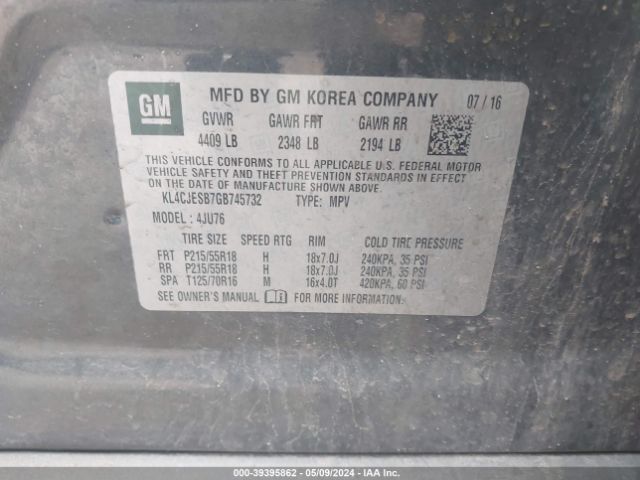 GM
MFD BY GM KOREA COMPANY 07 / 16
GVWR GAWR FRT GAWR RR
4409 LB 2348 LB 2194 LB
THIS VEHICLE CONFORMS TO ALL APPLICABLE U.S. FEDERAL MOTOR
VEHICLE SAFETY AND THEFT PREVENTION STANDARDS IN EFFECT
ON THE DATE OF MANUFACTURE SHOWN ABOVE.
KL4CJESB7GB745732 TYPE: MPV
MODEL : 4JU76
TIRE SIZE SPEED RTG RIM COLD TIRE PRESSURE
FRT P215/55R18 H 18x7.0J 240KPA, 35 PSI
RR P215/55R18 H 18x7.0J 240KPA, 35 PSI
SPA T125/70R16 M 16x4.0T 420KPA, 60 PSI
SEE OWNER'S MANUAL FOR MORE INFORMATION.
000-39395862 - 05/09/2024 - IAA Inc.